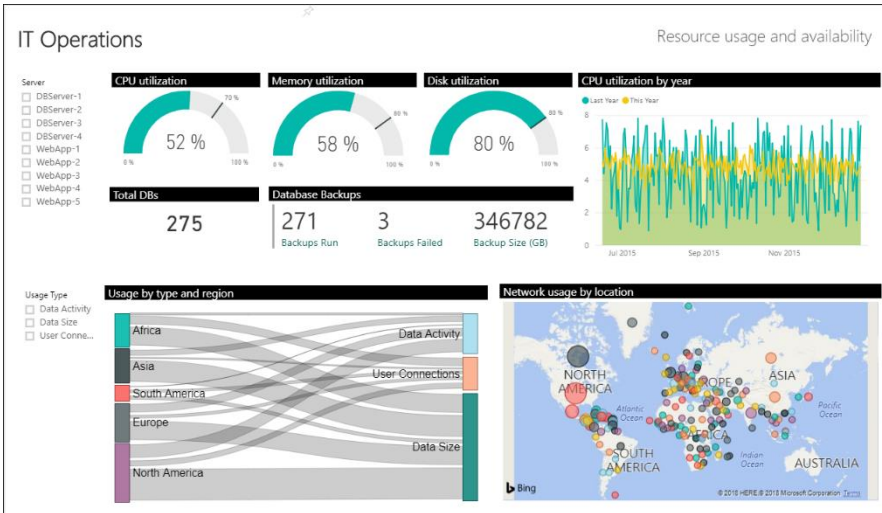 IT Operations
Resource usage and availability
Server
DBServer-1
DBServer-2
DBServer-3
DBServer-4
WebApp-1
WebApp-2
WebApp-3
WebApp-4
WebApp-5
CPU utilization
70 %
52 %
0 %
100 %
Memory utilization
80 %
58 %
0 %
100 %
Disk utilization
80 %
80 %
0 %
100 %
CPU utilization by year
Last Year This Year
8
6
4
2
0
Jul 2015 Sep 2015 Nov 2015
Total DBs
275
Database Backups
271 3 346782
Backups Run Backups Failed Backup Size (GB)
Usage Type
Data Activity
Data Size
User Conne...
Usage by type and region
Africa
Asia
South America
Europe
North America
Data Activity
User Connections
Data Size
Network usage by location
NORTH
AMERICA
ASIA
Atlantic
Ocean
Pacific
Ocean
SOUTH
AMERICA
Indian
Ocean
AUSTRALIA
Bing
© 2018 HERE © 2018 Microsoft Corporation Terms